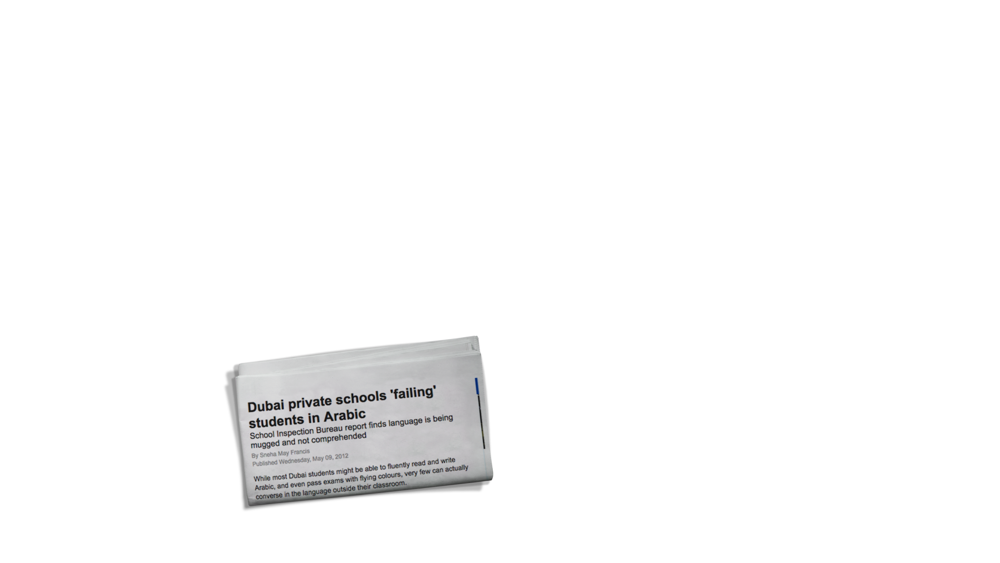 Dubai private schools 'failing'
students in Arabic
School Inspection Bureau report finds language is being
mugged and not comprehended
By Sneha May Francis
Published Wednesday, May 09, 2012
While most Dubai students might be able to fluently read and write
Arabic, and even pass exams with flying colours, very few can actually
converse in the language outside their classroom.